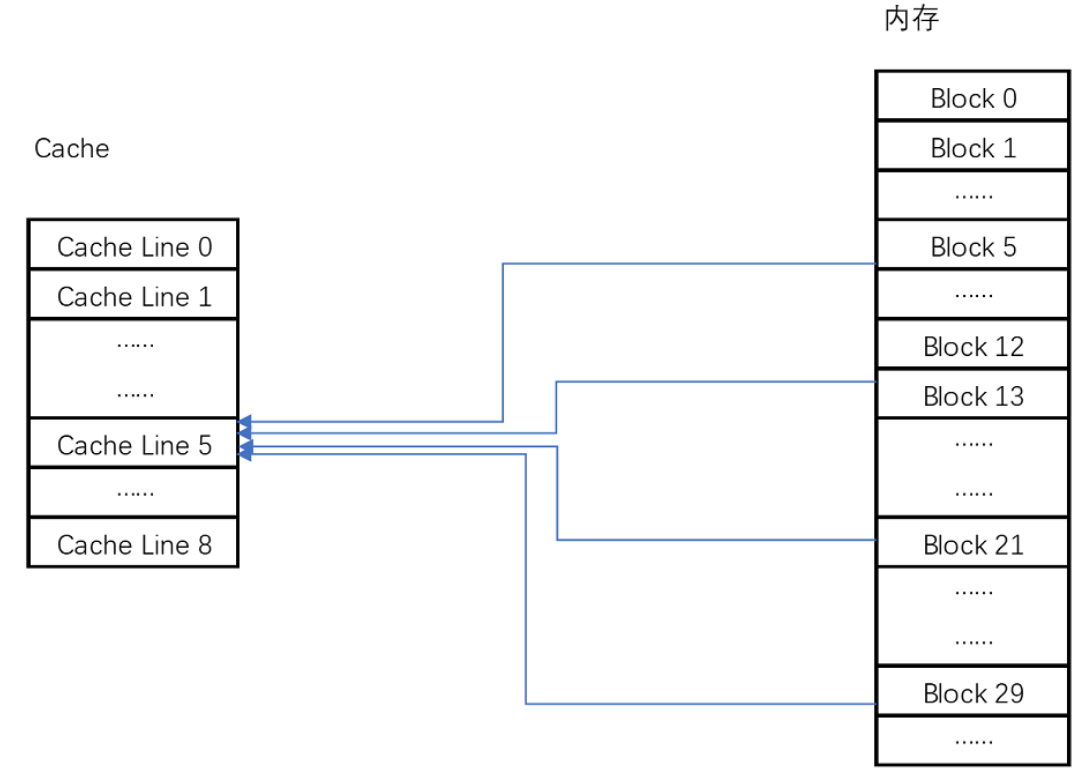 Cache
Cache Line 0
Cache Line 1
……
……
Cache Line 5
……
Cache Line 8
内存
Block 0
Block 1
……
Block 5
……
Block 12
Block 13
……
……
Block 21
……
……
Block 29
……